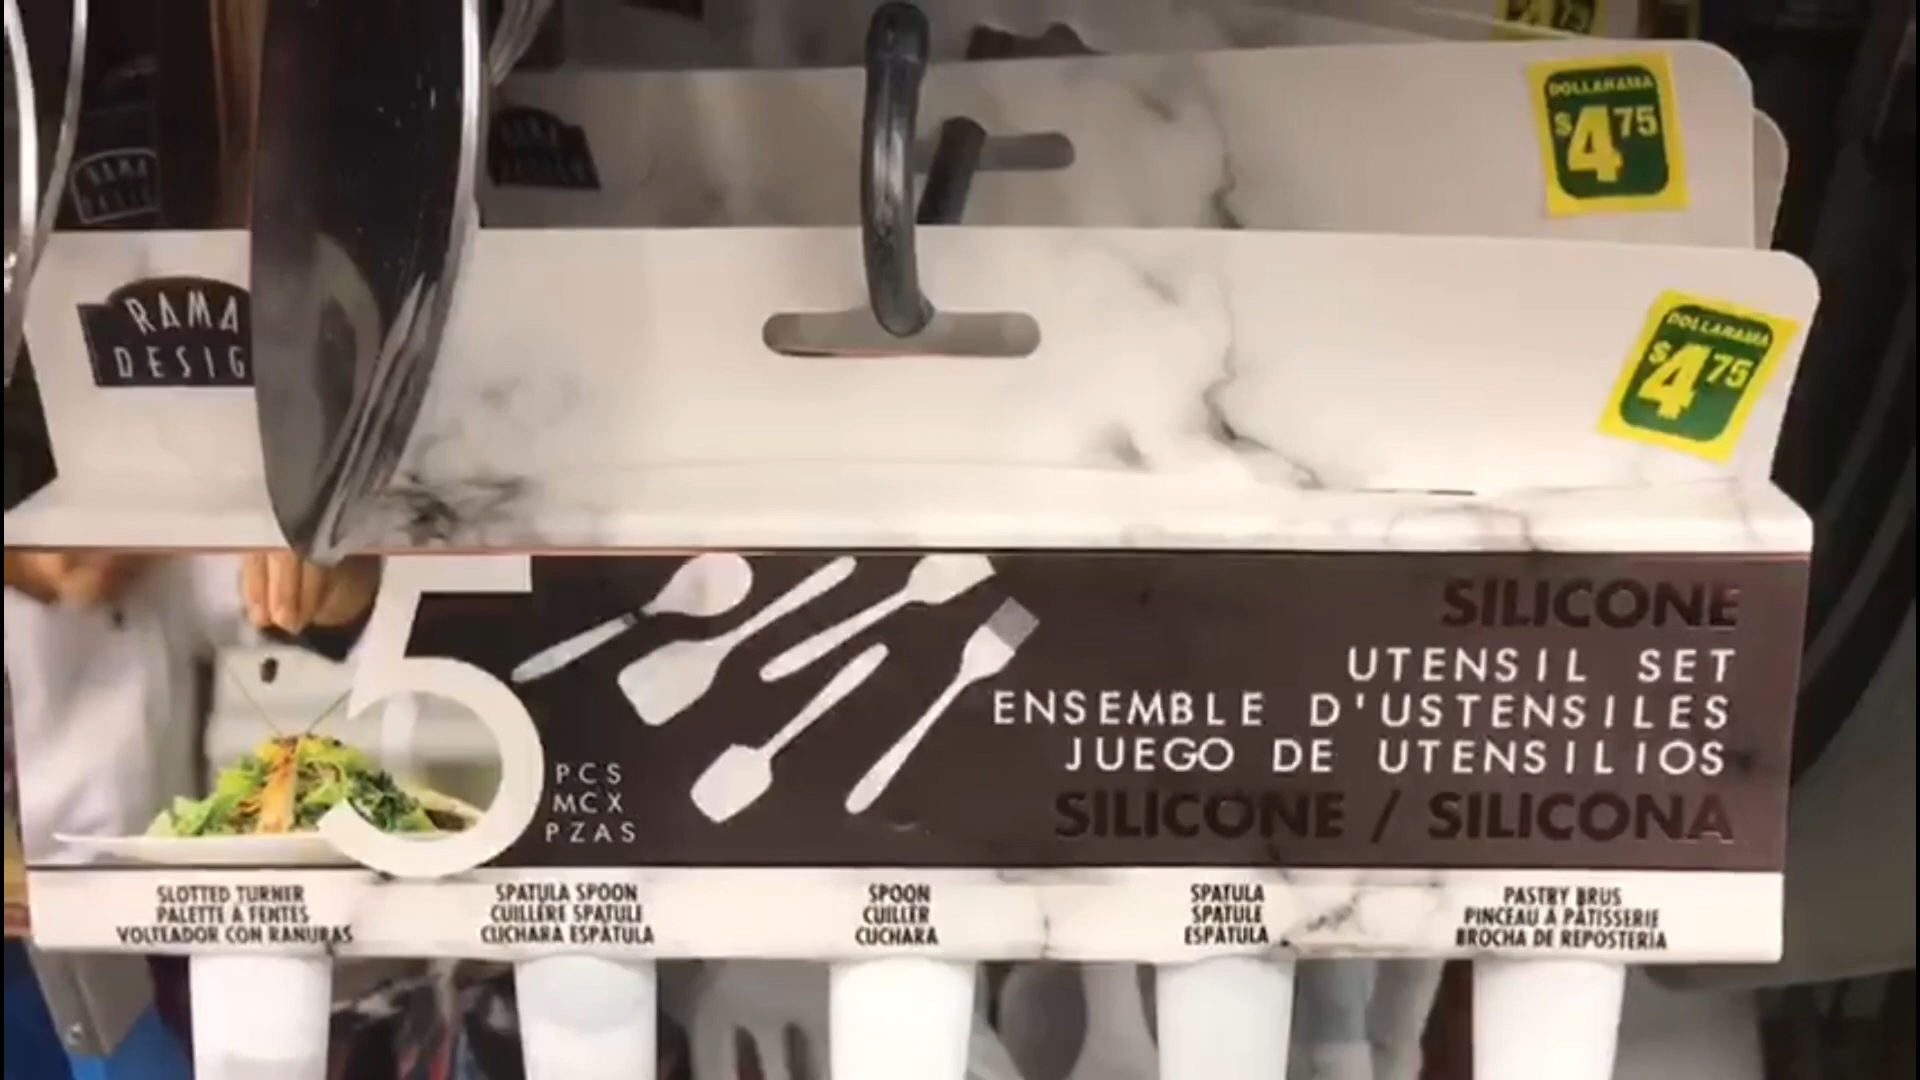 DOLLARAMA
$4.75
RAMA
DESIG
DOLLARAMA
$4.75
5
PCS
MCX
PZAS
SILICONE
UTENSIL SET
ENSEMBLE D'USTENSILES
JUEGO DE UTENSILIOS
SILICONE / SILICONA
SLOTTED TURNER
PALETTE À FENTES
VOLTEADOR CON RANURAS
SPATULA SPOON
CUILLÈRE SPATULE
CUCHARA ESPÁTULA
SPOON
CUILLER
CUCHARA
SPATULA
SPATULE
ESPÁTULA
PASTRY BRUS
PINCEAU À PÂTISSERIE
BROCHA DE REPOSTERÍA